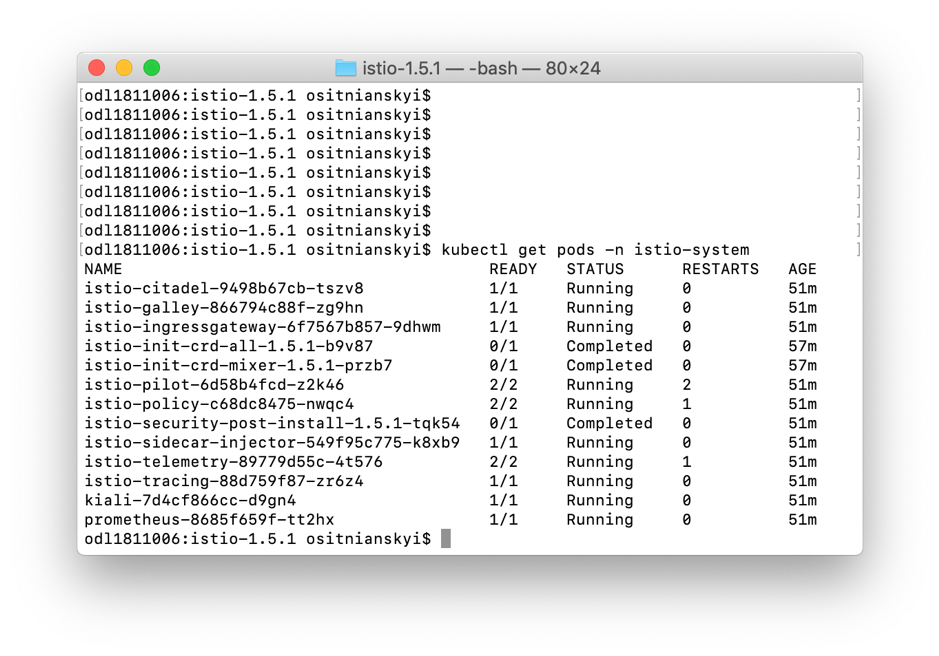 istio-1.5.1 — -bash — 80×24
[odl1811006:istio-1.5.1 ositnianskyi$ ]
[odl1811006:istio-1.5.1 ositnianskyi$ ]
[odl1811006:istio-1.5.1 ositnianskyi$ ]
[odl1811006:istio-1.5.1 ositnianskyi$ ]
[odl1811006:istio-1.5.1 ositnianskyi$ ]
[odl1811006:istio-1.5.1 ositnianskyi$ ]
[odl1811006:istio-1.5.1 ositnianskyi$ ]
[odl1811006:istio-1.5.1 ositnianskyi$ ]
[odl1811006:istio-1.5.1 ositnianskyi$ kubectl get pods -n istio-system ]
NAME READY STATUS RESTARTS AGE
istio-citadel-9498b67cb-tszv8 1/1 Running 0 51m
istio-galley-866794c88f-zg9hn 1/1 Running 0 51m
istio-ingressgateway-6f7567b857-9dhwm 1/1 Running 0 51m
istio-init-crd-all-1.5.1-b9v87 0/1 Completed 0 57m
istio-init-crd-mixer-1.5.1-przb7 0/1 Completed 0 57m
istio-pilot-6d58b4fcd-z2k46 2/2 Running 2 51m
istio-policy-c68dc8475-nwqc4 2/2 Running 1 51m
istio-security-post-install-1.5.1-tqk54 0/1 Completed 0 51m
istio-sidecar-injector-549f95c775-k8xb9 1/1 Running 0 51m
istio-telemetry-89779d55c-4t576 2/2 Running 1 51m
istio-tracing-88d759f87-zr6z4 1/1 Running 0 51m
kiali-7d4cf866cc-d9gn4 1/1 Running 0 51m
prometheus-8685f659f-tt2hx 1/1 Running 0 51m
odl1811006:istio-1.5.1 ositnianskyi$